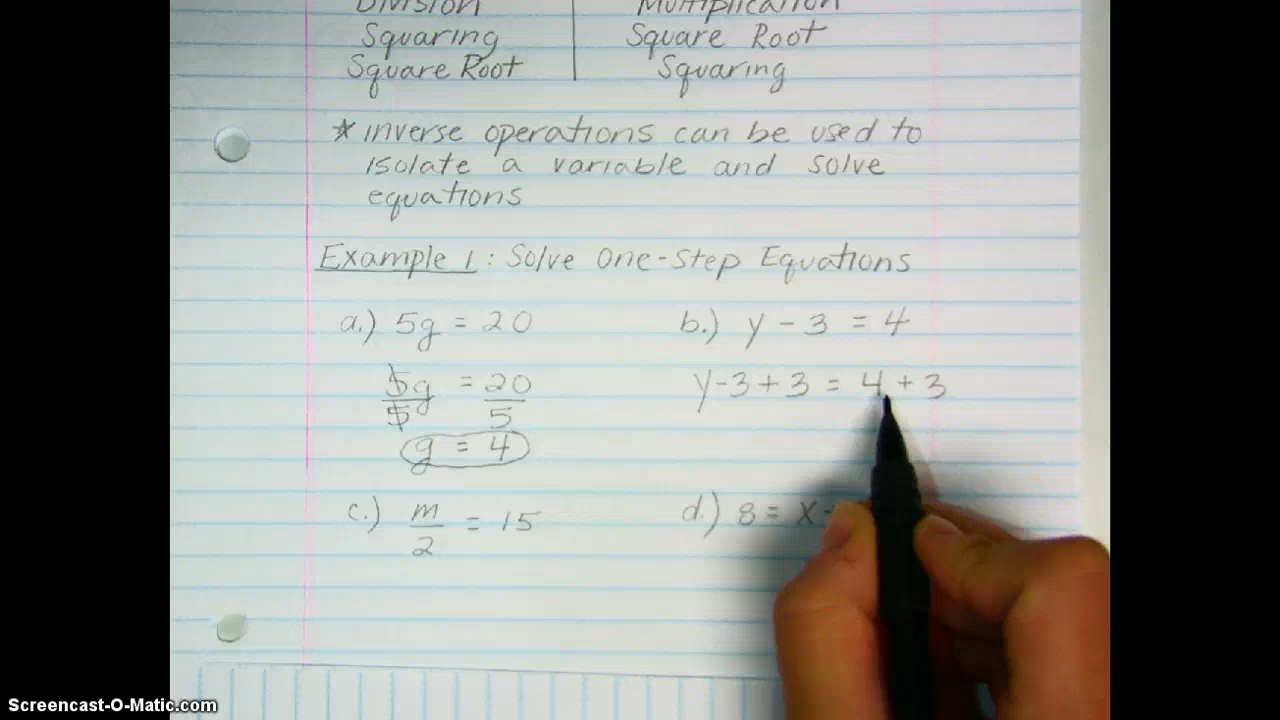 Division Multiplication
Squaring Square Root
Square Root Squaring
* inverse operations can be used to
isolate a variable and solve
equations
Example 1: Solve One-Step Equations
a.) 5g = 20 b.) y - 3 = 4
5g/5 = 20/5 y-3+3 = 4+3
g = 4
c.) m/2 = 15 d.) 8 = x
Screencast-O-Matic.com